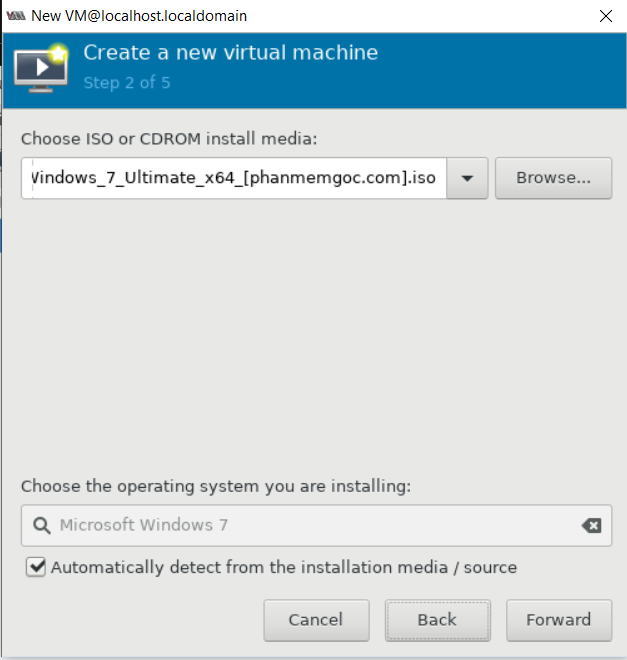 New VM@localhost.localdomain
Create a new virtual machine
Step 2 of 5
Choose ISO or CDROM install media:
Windows_7_Ultimate_x64_[phanmemgoc.com].iso
Browse...
Choose the operating system you are installing:
Microsoft Windows 7
Automatically detect from the installation media / source
Cancel
Back
Forward